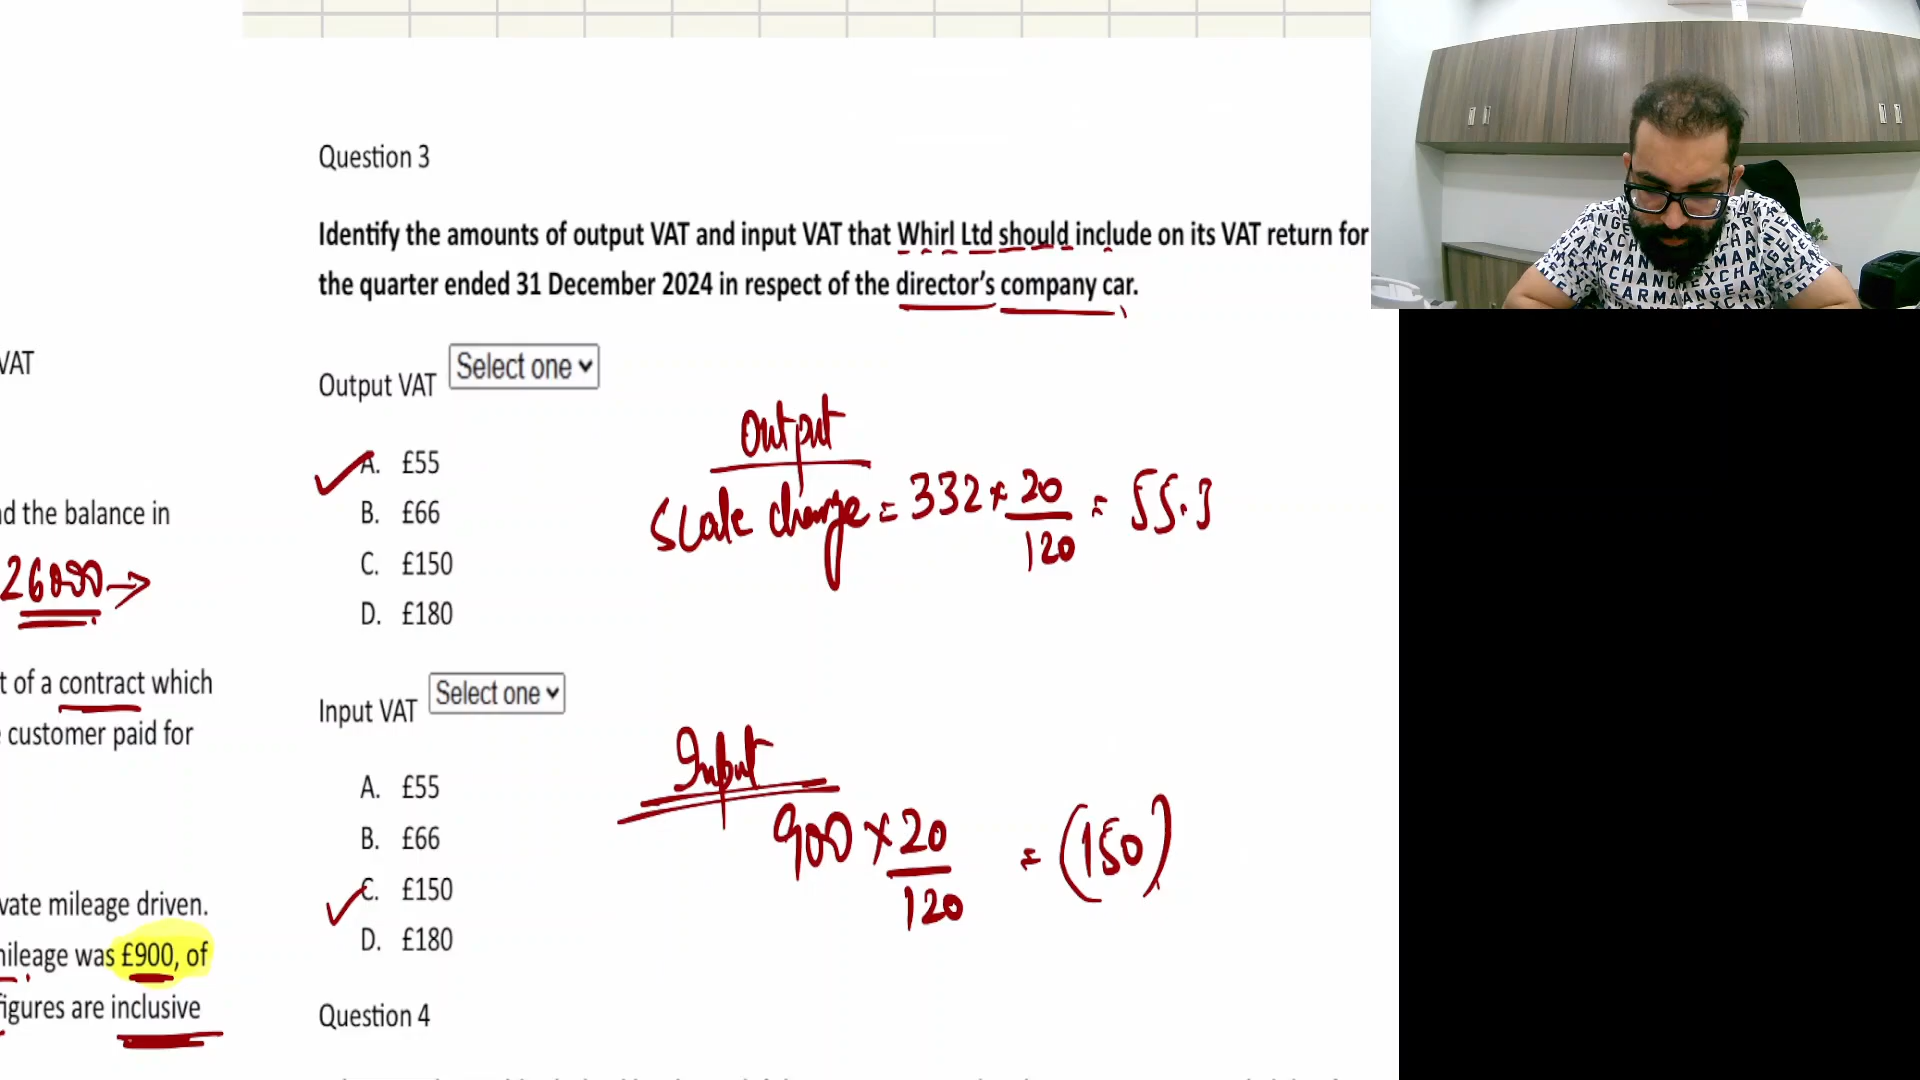 Question 3
Identify the amounts of output VAT and input VAT that Whirl Ltd should include on its VAT return for
the quarter ended 31 December 2024 in respect of the director's company car.
VAT
Output VAT Select one
Output
A. £55
scale charge = 332 × 20/120 = 55.3
nd the balance in
B. £66
26000 →
C. £150
D. £180
t of a contract which
Input VAT Select one
e customer paid for
Input
A. £55
B. £66
900 × 20/120 = (150)
vate mileage driven.
C. £150
mileage was £900, of
D. £180
figures are inclusive
Question 4